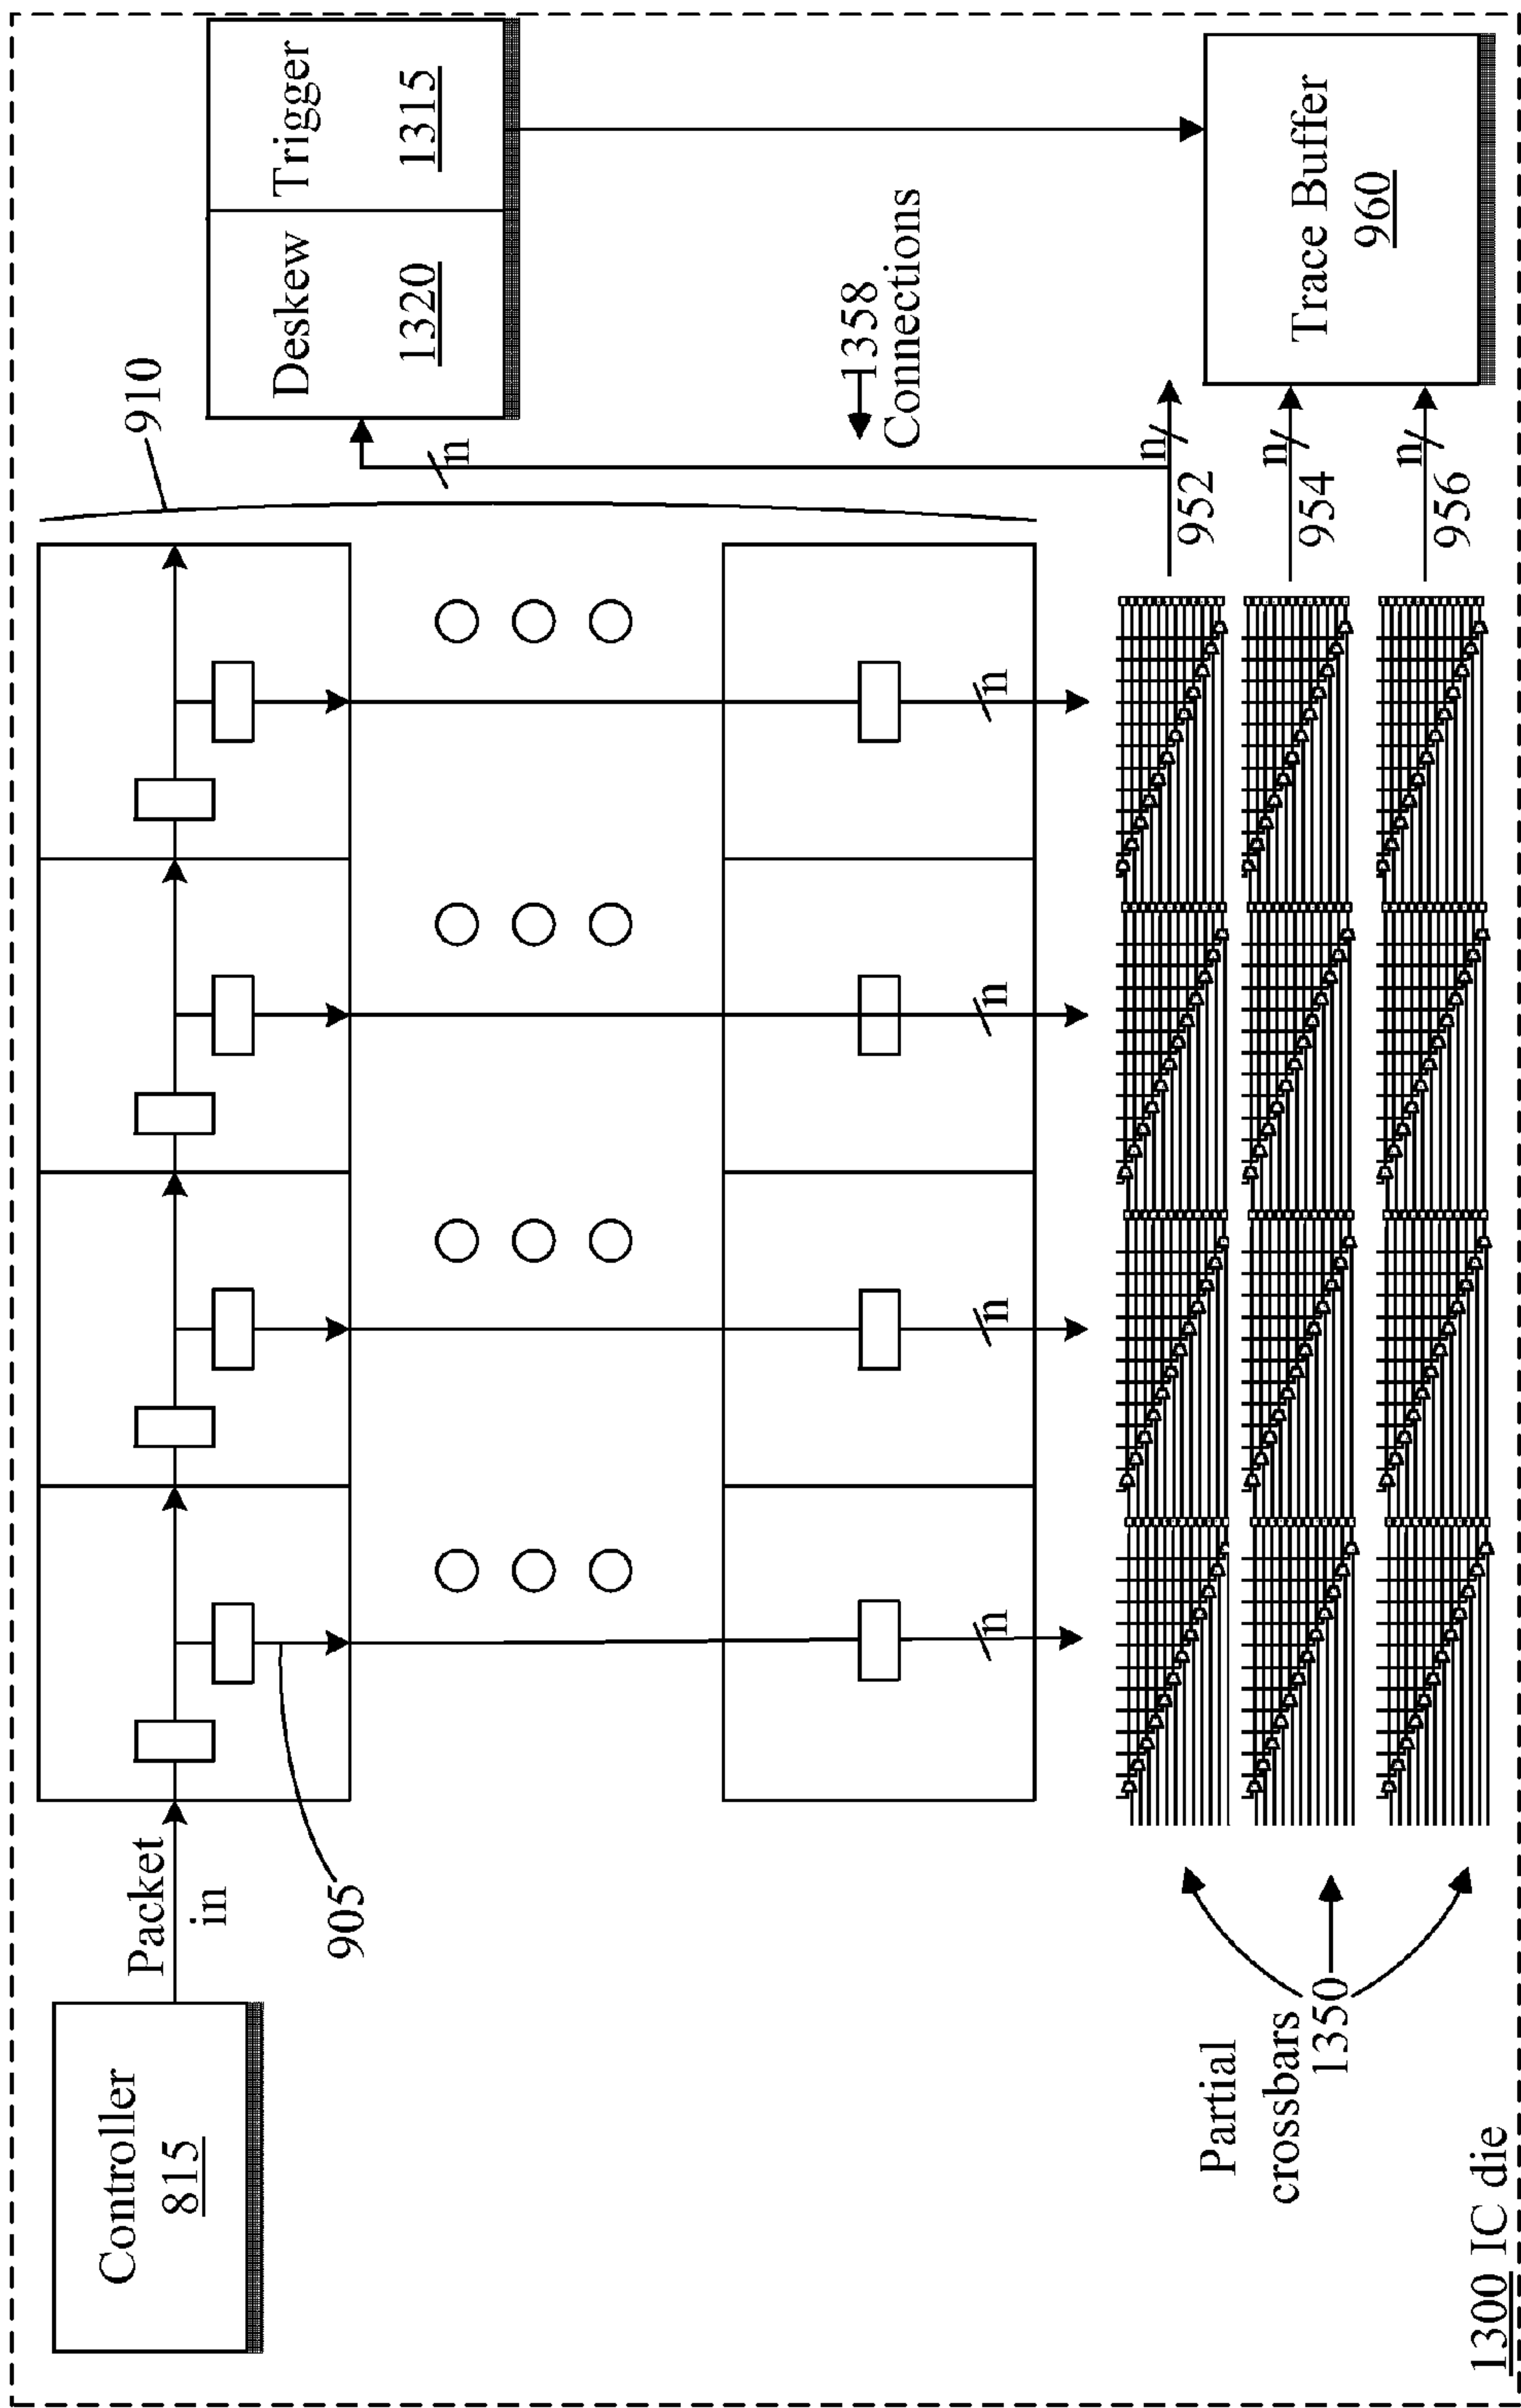 Controller
815
Packet
in
905
910
Deskew
1320
Trigger
1315
n
1358
Connections
n
n
n
n
n
952
n
954
n
956
Trace Buffer
960
Partial
crossbars
1350
1300 IC die